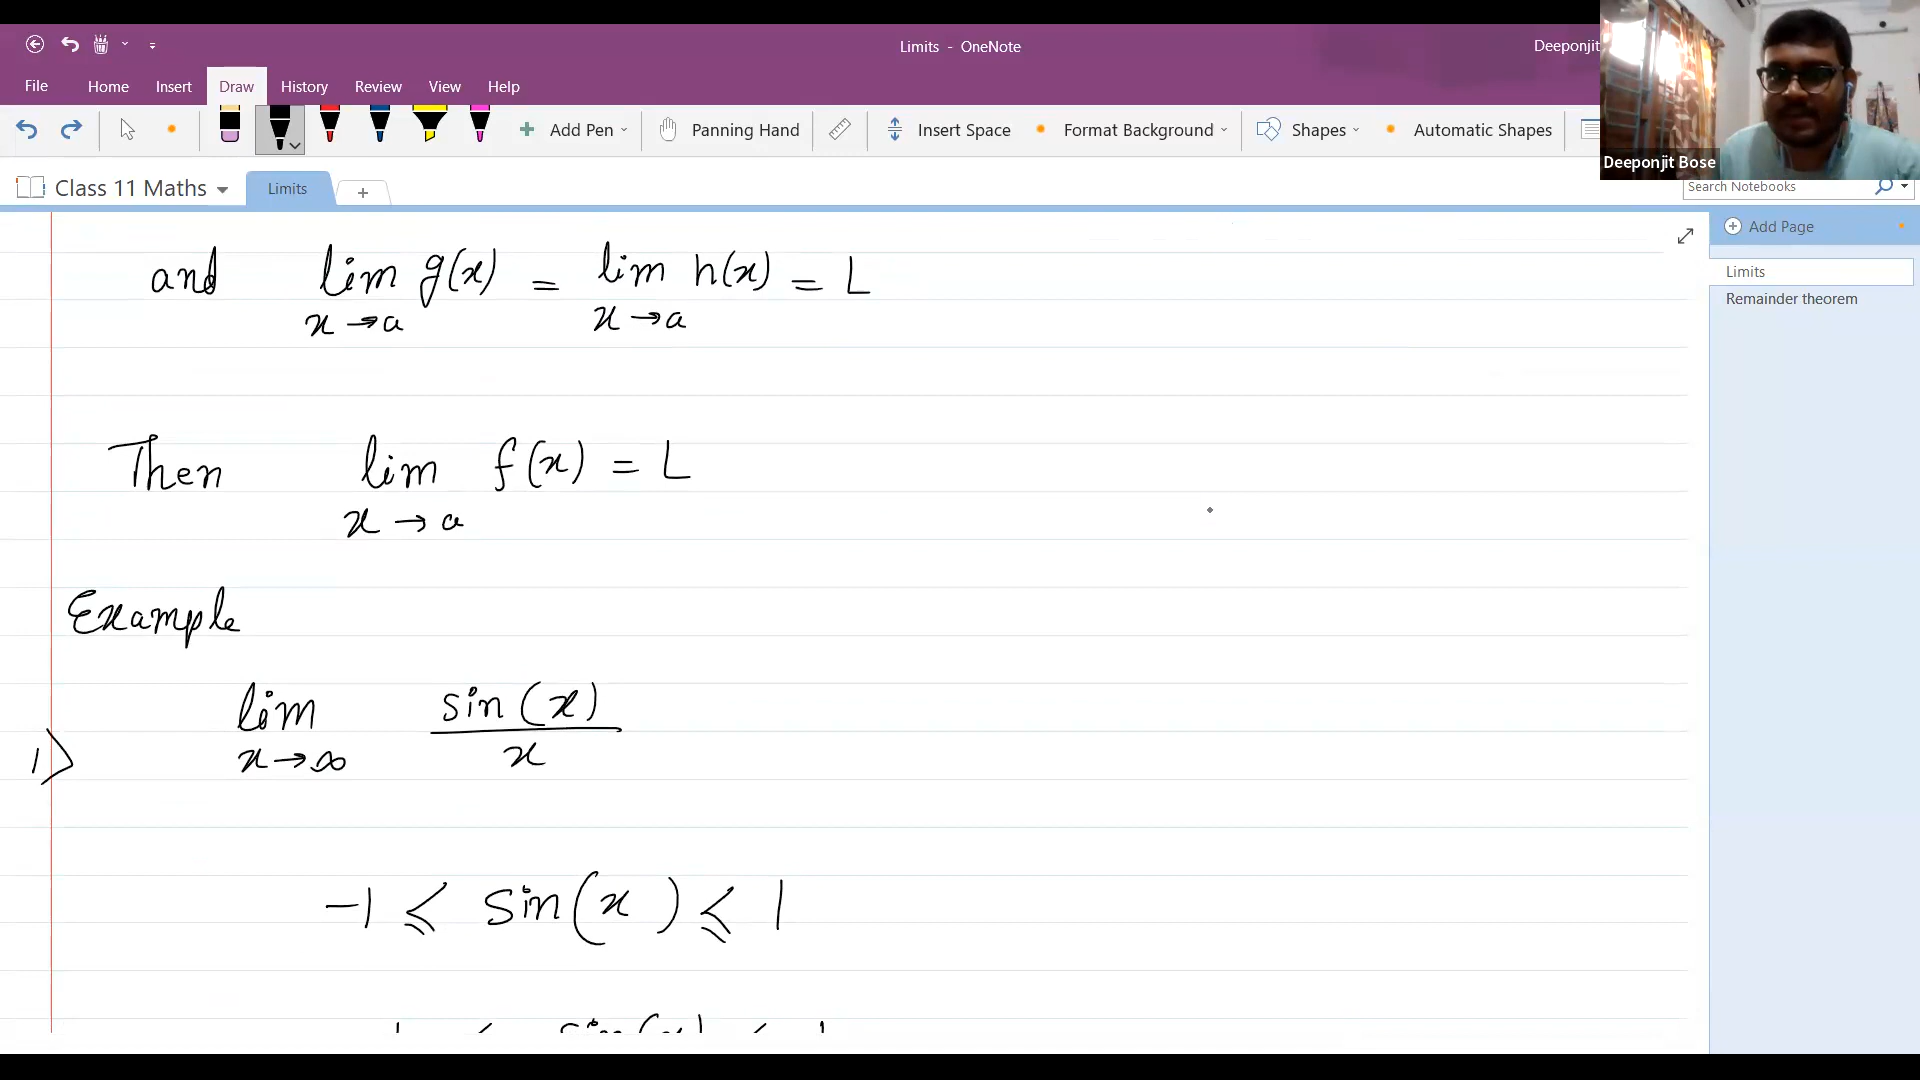 Limits - OneNote
Deeponjit
File Home Insert Draw History Review View Help
Add Pen
Panning Hand
Insert Space
Format Background
Shapes
Automatic Shapes
Deeponjit Bose
Class 11 Maths
Limits
Search Notebooks
Add Page
Limits
Remainder theorem
and lim g(x) = lim h(x) = L
x → a x → a
Then lim f(x) = L
x → a
Example
1) lim sin(x)
x → ∞ x
-1 ≤ sin(x) ≤ 1